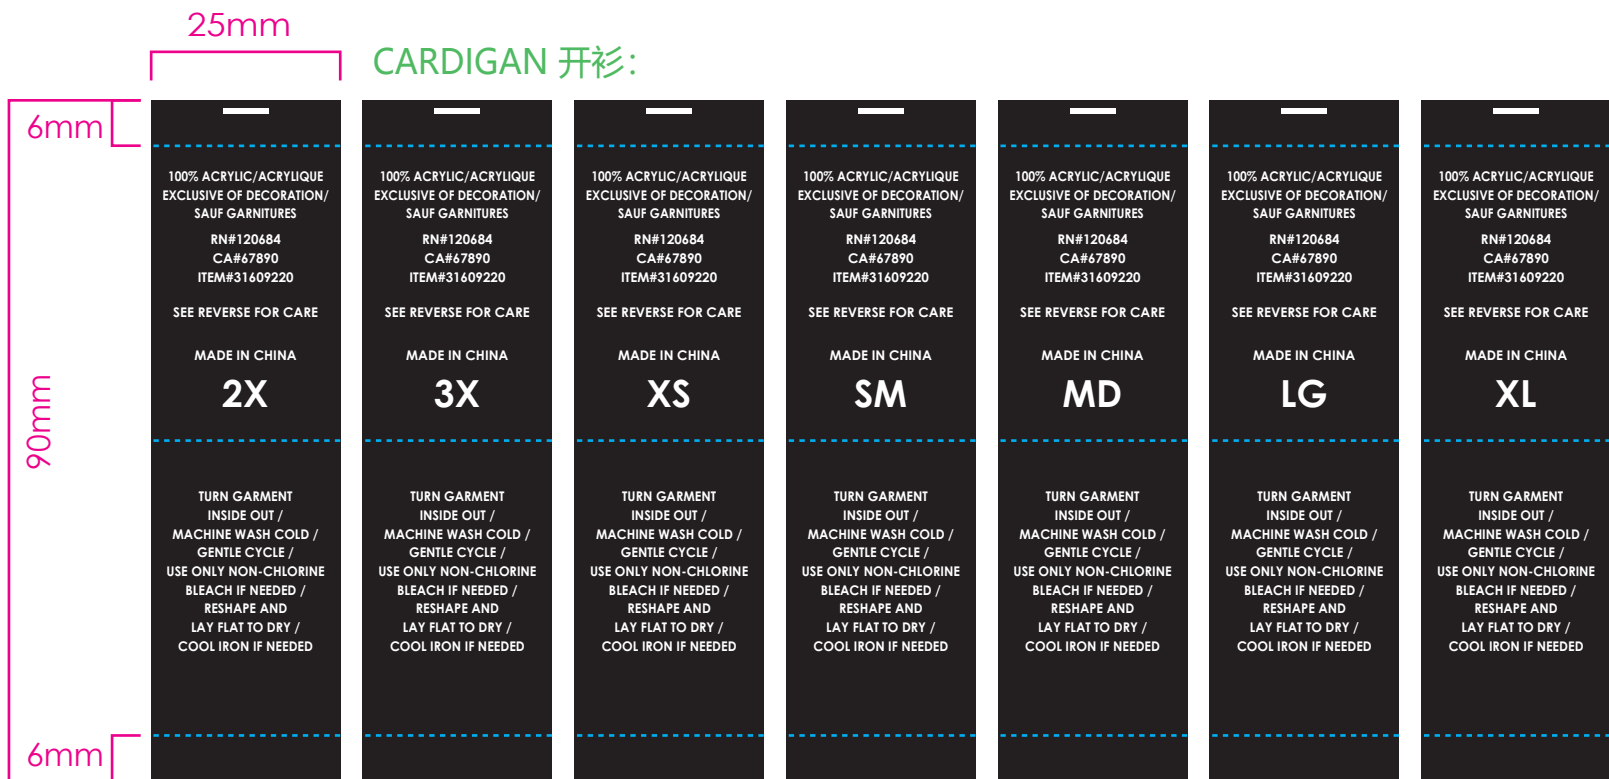 25mm
CARDIGAN 开衫:
6mm
90mm
6mm
100% ACRYLIC/ACRYLIQUE
EXCLUSIVE OF DECORATION/
SAUF GARNITURES
RN#120684
CA#67890
ITEM#31609220
SEE REVERSE FOR CARE
MADE IN CHINA
2X
TURN GARMENT
INSIDE OUT /
MACHINE WASH COLD /
GENTLE CYCLE /
USE ONLY NON-CHLORINE
BLEACH IF NEEDED /
RESHAPE AND
LAY FLAT TO DRY /
COOL IRON IF NEEDED
100% ACRYLIC/ACRYLIQUE
EXCLUSIVE OF DECORATION/
SAUF GARNITURES
RN#120684
CA#67890
ITEM#31609220
SEE REVERSE FOR CARE
MADE IN CHINA
3X
TURN GARMENT
INSIDE OUT /
MACHINE WASH COLD /
GENTLE CYCLE /
USE ONLY NON-CHLORINE
BLEACH IF NEEDED /
RESHAPE AND
LAY FLAT TO DRY /
COOL IRON IF NEEDED
100% ACRYLIC/ACRYLIQUE
EXCLUSIVE OF DECORATION/
SAUF GARNITURES
RN#120684
CA#67890
ITEM#31609220
SEE REVERSE FOR CARE
MADE IN CHINA
XS
TURN GARMENT
INSIDE OUT /
MACHINE WASH COLD /
GENTLE CYCLE /
USE ONLY NON-CHLORINE
BLEACH IF NEEDED /
RESHAPE AND
LAY FLAT TO DRY /
COOL IRON IF NEEDED
100% ACRYLIC/ACRYLIQUE
EXCLUSIVE OF DECORATION/
SAUF GARNITURES
RN#120684
CA#67890
ITEM#31609220
SEE REVERSE FOR CARE
MADE IN CHINA
SM
TURN GARMENT
INSIDE OUT /
MACHINE WASH COLD /
GENTLE CYCLE /
USE ONLY NON-CHLORINE
BLEACH IF NEEDED /
RESHAPE AND
LAY FLAT TO DRY /
COOL IRON IF NEEDED
100% ACRYLIC/ACRYLIQUE
EXCLUSIVE OF DECORATION/
SAUF GARNITURES
RN#120684
CA#67890
ITEM#31609220
SEE REVERSE FOR CARE
MADE IN CHINA
MD
TURN GARMENT
INSIDE OUT /
MACHINE WASH COLD /
GENTLE CYCLE /
USE ONLY NON-CHLORINE
BLEACH IF NEEDED /
RESHAPE AND
LAY FLAT TO DRY /
COOL IRON IF NEEDED
100% ACRYLIC/ACRYLIQUE
EXCLUSIVE OF DECORATION/
SAUF GARNITURES
RN#120684
CA#67890
ITEM#31609220
SEE REVERSE FOR CARE
MADE IN CHINA
LG
TURN GARMENT
INSIDE OUT /
MACHINE WASH COLD /
GENTLE CYCLE /
USE ONLY NON-CHLORINE
BLEACH IF NEEDED /
RESHAPE AND
LAY FLAT TO DRY /
COOL IRON IF NEEDED
100% ACRYLIC/ACRYLIQUE
EXCLUSIVE OF DECORATION/
SAUF GARNITURES
RN#120684
CA#67890
ITEM#31609220
SEE REVERSE FOR CARE
MADE IN CHINA
XL
TURN GARMENT
INSIDE OUT /
MACHINE WASH COLD /
GENTLE CYCLE /
USE ONLY NON-CHLORINE
BLEACH IF NEEDED /
RESHAPE AND
LAY FLAT TO DRY /
COOL IRON IF NEEDED